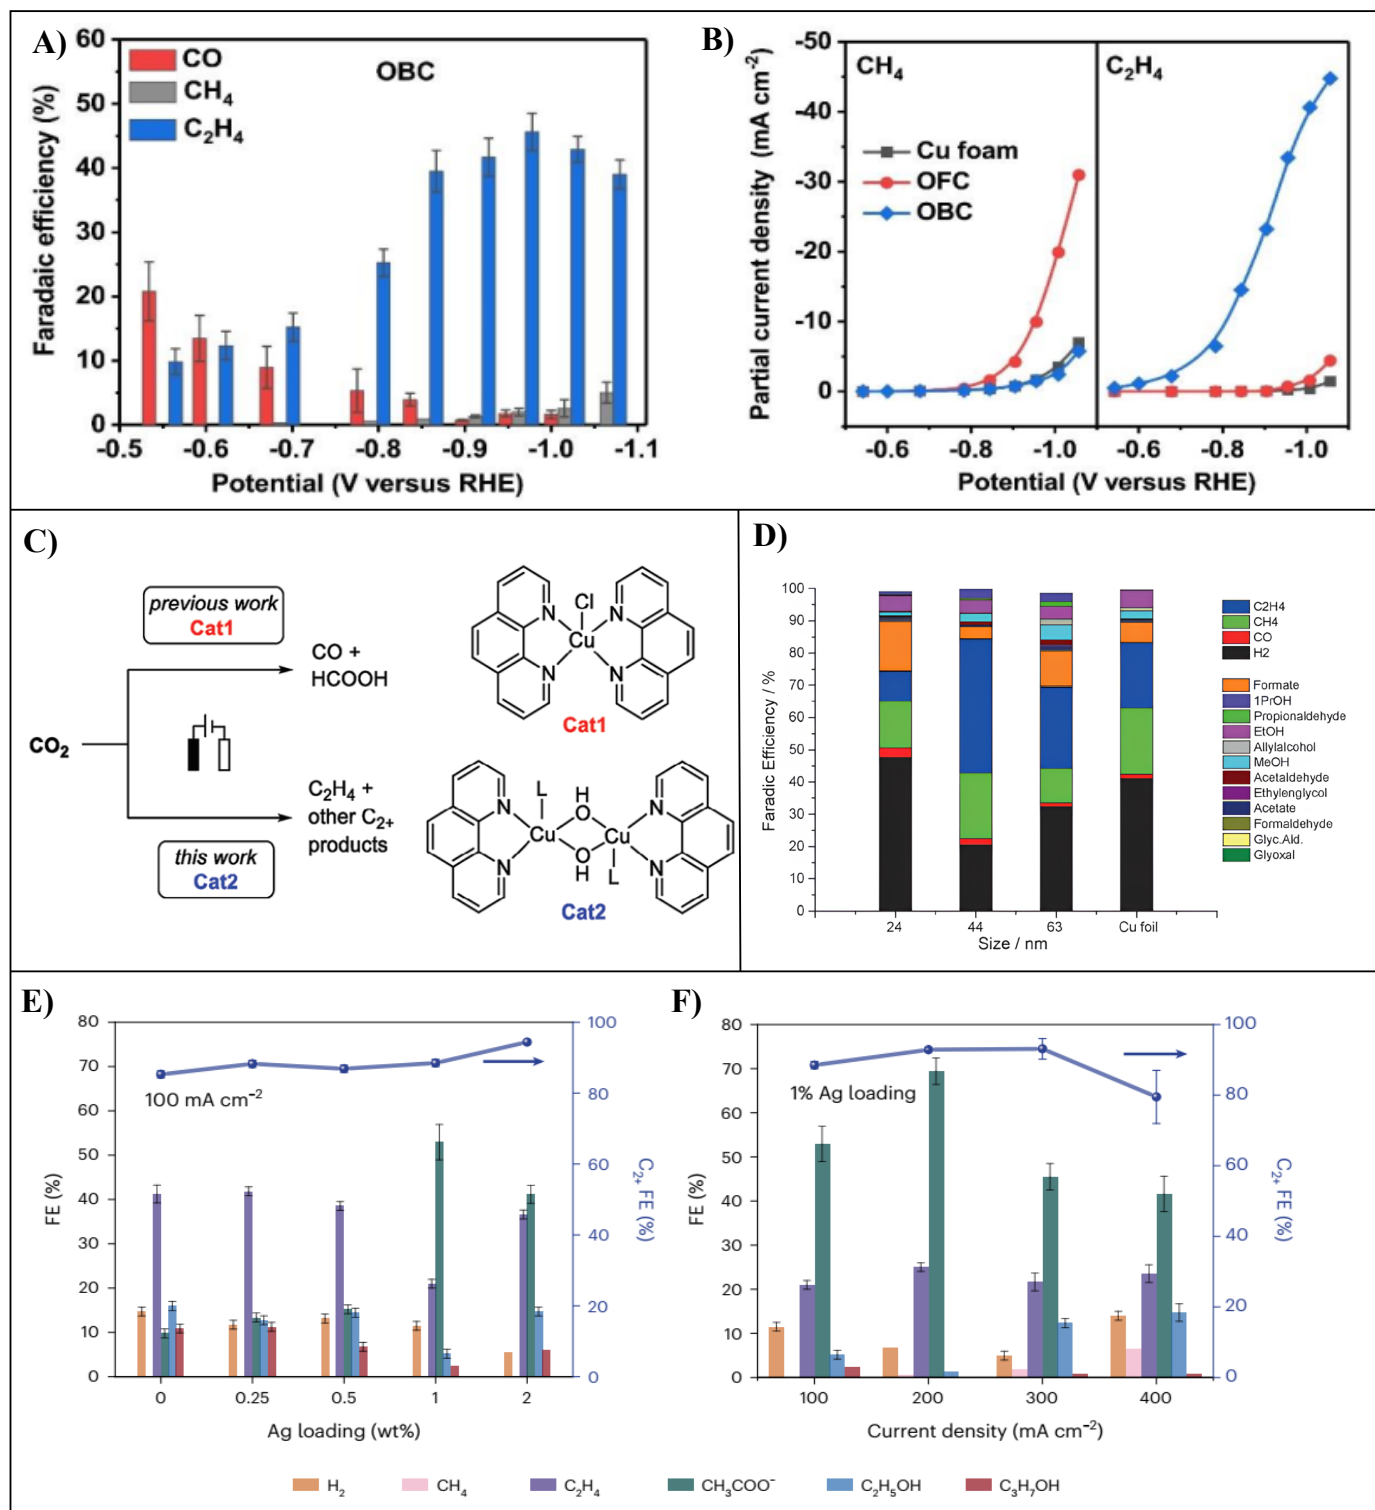 A)
60
50
40
30
20
10
0
Faradaic efficiency (%)
CO
CH4
C2H4
OBC
-0.5 -0.6 -0.7 -0.8 -0.9 -1.0 -1.1
Potential (V versus RHE)
B)
-50
-40
-30
-20
-10
0
Partial current density (mA cm-2)
CH4
C2H4
Cu foam
OFC
OBC
-0.6 -0.8 -1.0 -0.6 -0.8 -1.0
Potential (V versus RHE)
C)
previous work
Cat1
CO +
HCOOH
CO2
C2H4 +
other C2+
products
this work
Cat2
Cl
N N
Cu
N N
Cat1
L
H
N O N
Cu Cu
N O N
H
L
Cat2
D)
100
90
80
70
60
50
40
30
20
10
0
Faradic Efficiency / %
24 44 63 Cu foil
Size / nm
C2H4
CH4
CO
H2
Formate
1PrOH
Propionaldehyde
EtOH
Allylalcohol
MeOH
Acetaldehyde
Ethylenglycol
Acetate
Formaldehyde
Glyc.Ald.
Glyoxal
E)
80
70
60
50
40
30
20
10
0
FE (%)
100 mA cm−2
100
80
60
40
20
0
C2+ FE (%)
0 0.25 0.5 1 2
Ag loading (wt%)
F)
80
70
60
50
40
30
20
10
0
FE (%)
1% Ag loading
100
80
60
40
20
0
C2+ FE (%)
100 200 300 400
Current density (mA cm−2)
H2 CH4 C2H4 CH3COO− C2H5OH C3H7OH